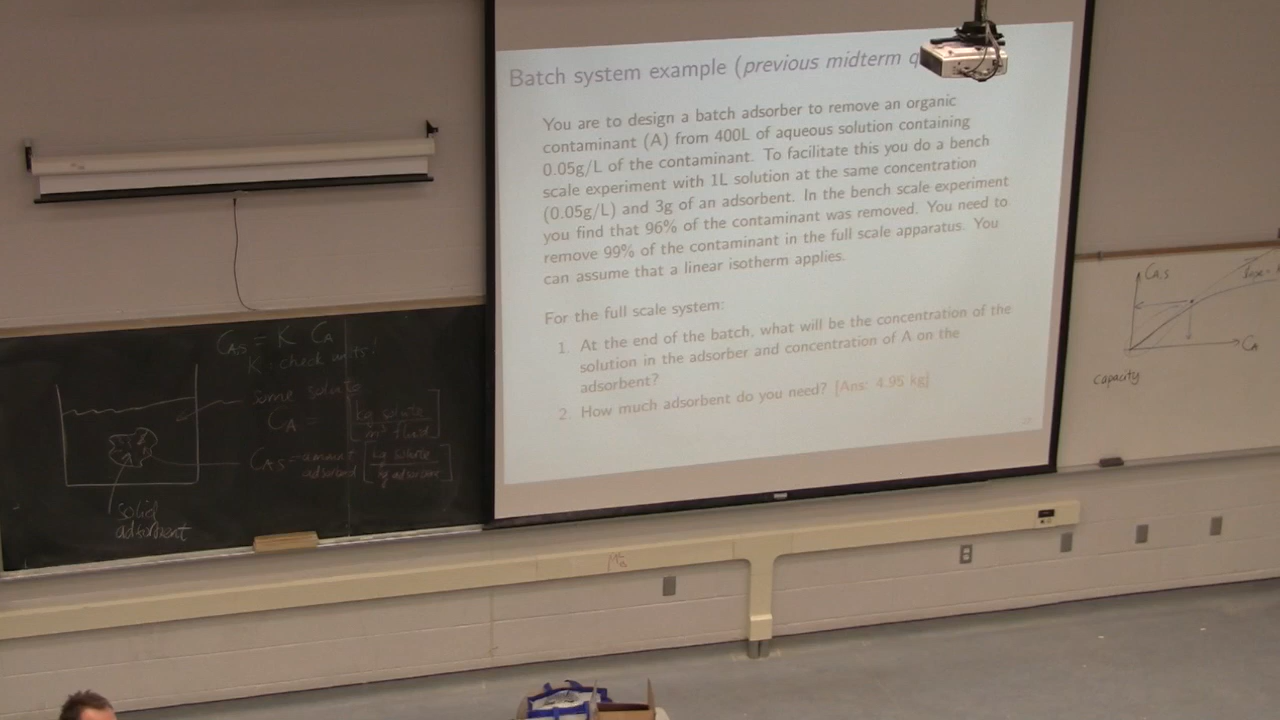 Batch system example (previous midterm q
You are to design a batch adsorber to remove an organic
contaminant (A) from 400L of aqueous solution containing
0.05g/L of the contaminant. To facilitate this you do a bench
scale experiment with 1L solution at the same concentration
(0.05g/L) and 3g of an adsorbent. In the bench scale experiment
you find that 96% of the contaminant was removed. You need to
remove 99% of the contaminant in the full scale apparatus. You
can assume that a linear isotherm applies.
For the full scale system:
1. At the end of the batch, what will be the concentration of the
solution in the adsorber and concentration of A on the
adsorbent?
2. How much adsorbent do you need? [Ans: 4.95 kg]
CAS = K CA
K: check units!
some solute
CA = [kg solute
m³ fluid]
CAS = amount
adsorbed [kg solute
kg adsorbent]
solid
adsorbent
CA,S
CA
capacity